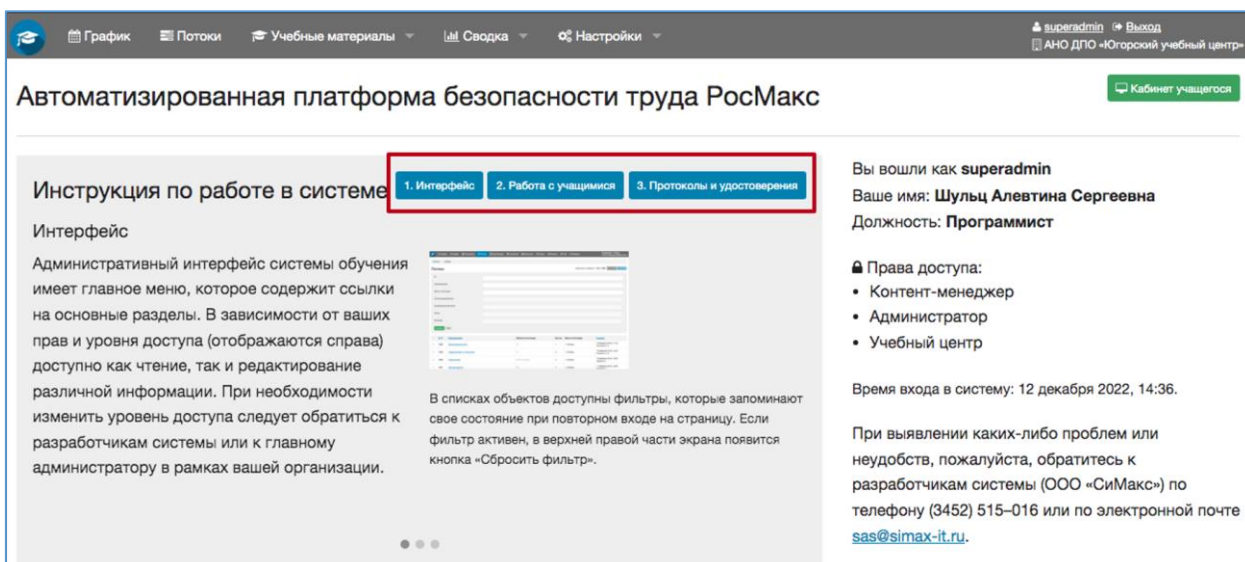 График Потоки Учебные материалы Сводка Настройки
superadmin Выход
АНО ДПО «Югорский учебный центр»
Автоматизированная платформа безопасности труда РосМакс
Кабинет учащегося
Инструкция по работе в системе
1. Интерфейс 2. Работа с учащимися 3. Протоколы и удостоверения
Интерфейс
Административный интерфейс системы обучения
имеет главное меню, которое содержит ссылки
на основные разделы. В зависимости от ваших
прав и уровня доступа (отображаются справа)
доступно как чтение, так и редактирование
различной информации. При необходимости
изменить уровень доступа следует обратиться к
разработчикам системы или к главному
администратору в рамках вашей организации.
В списках объектов доступны фильтры, которые запоминают
свое состояние при повторном входе на страницу. Если
фильтр активен, в верхней правой части экрана появится
кнопка «Сбросить фильтр».
Вы вошли как superadmin
Ваше имя: Шульц Алевтина Сергеевна
Должность: Программист
Права доступа:
• Контент-менеджер
• Администратор
• Учебный центр
Время входа в систему: 12 декабря 2022, 14:36.
При выявлении каких-либо проблем или
неудобств, пожалуйста, обратитесь к
разработчикам системы (ООО «СиМакс») по
телефону (3452) 515–016 или по электронной почте
sas@simax-it.ru.